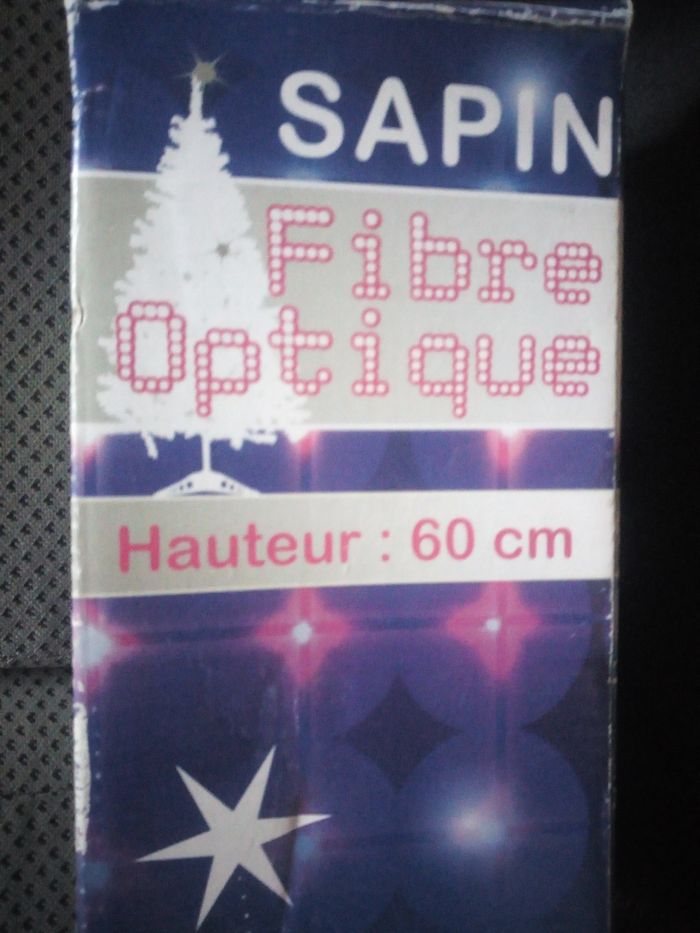 SAPIN
Fibre
Optique
Hauteur : 60 cm